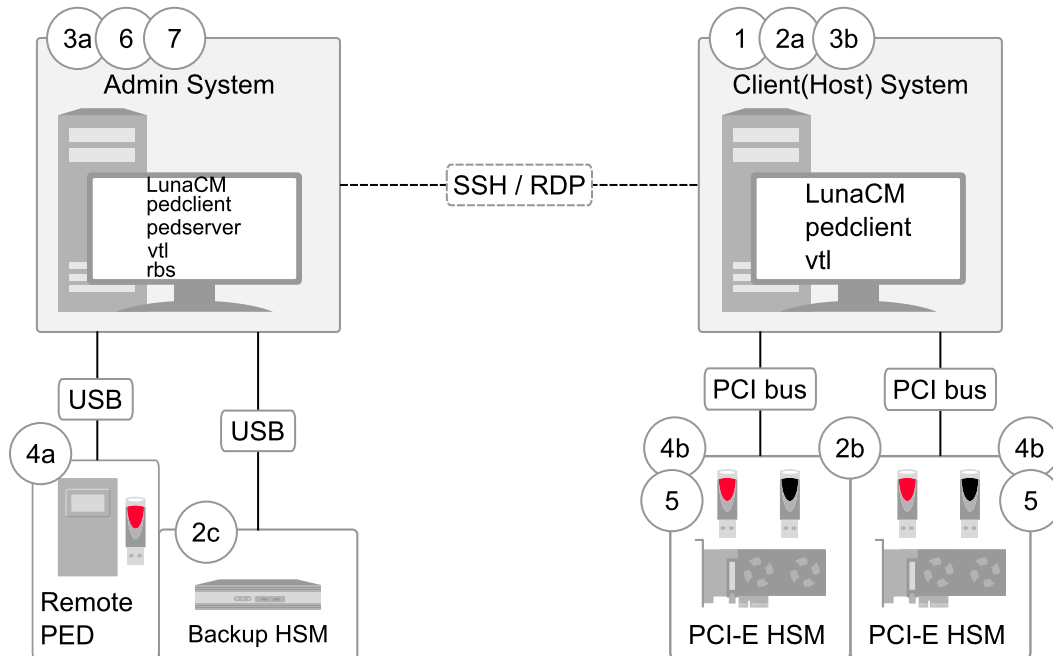 3a 6 7
Admin System
LunaCM
pedclient
pedserver
vtl
rbs
SSH / RDP
1 2a 3b
Client(Host) System
LunaCM
pedclient
vtl
USB
USB
4a
Remote
PED
2c
Backup HSM
PCI bus
PCI bus
4b
5
2b
4b
5
PCI-E HSM
PCI-E HSM